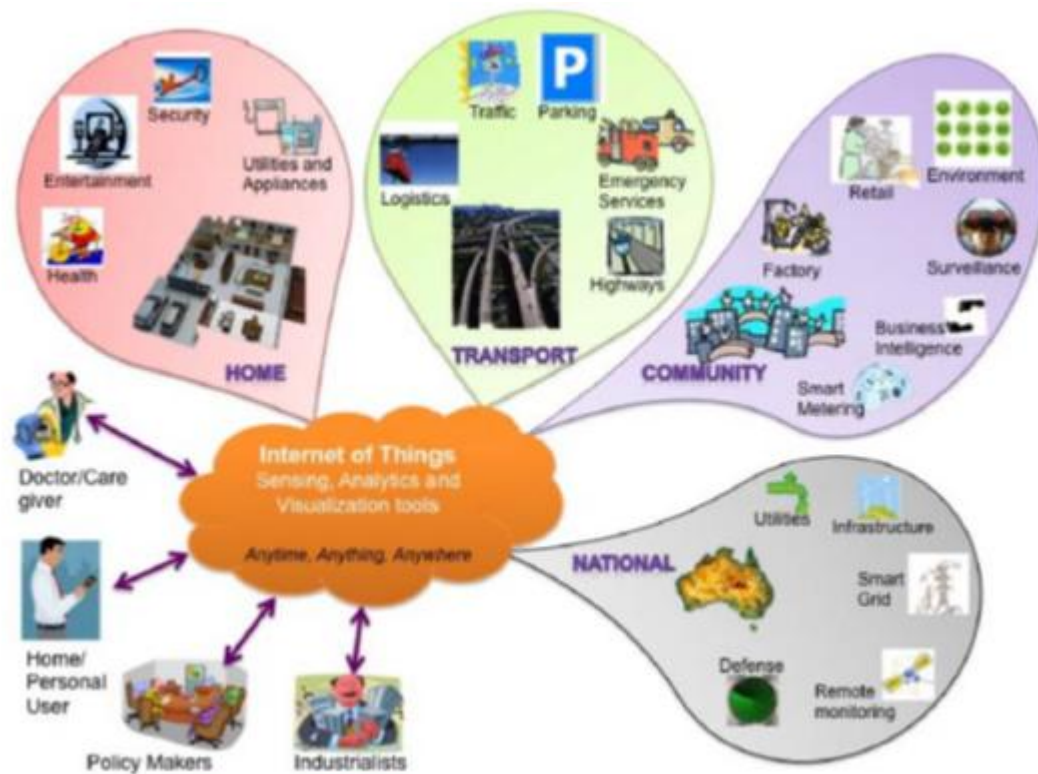 Security
Entertainment
Utilities and
Appliances
Health
HOME
Traffic
P
Parking
Logistics
Emergency
Services
Highways
TRANSPORT
Retail
Environment
Factory
Surveillance
Business
Intelligence
Smart
Metering
COMMUNITY
Internet of Things
Sensing, Analytics and
Visualization tools
Anytime, Anything, Anywhere
Doctor/Care
giver
Home/
Personal
User
Policy Makers
Industrialists
NATIONAL
Utilities
Infrastructure
Smart
Grid
Defense
Remote
monitoring